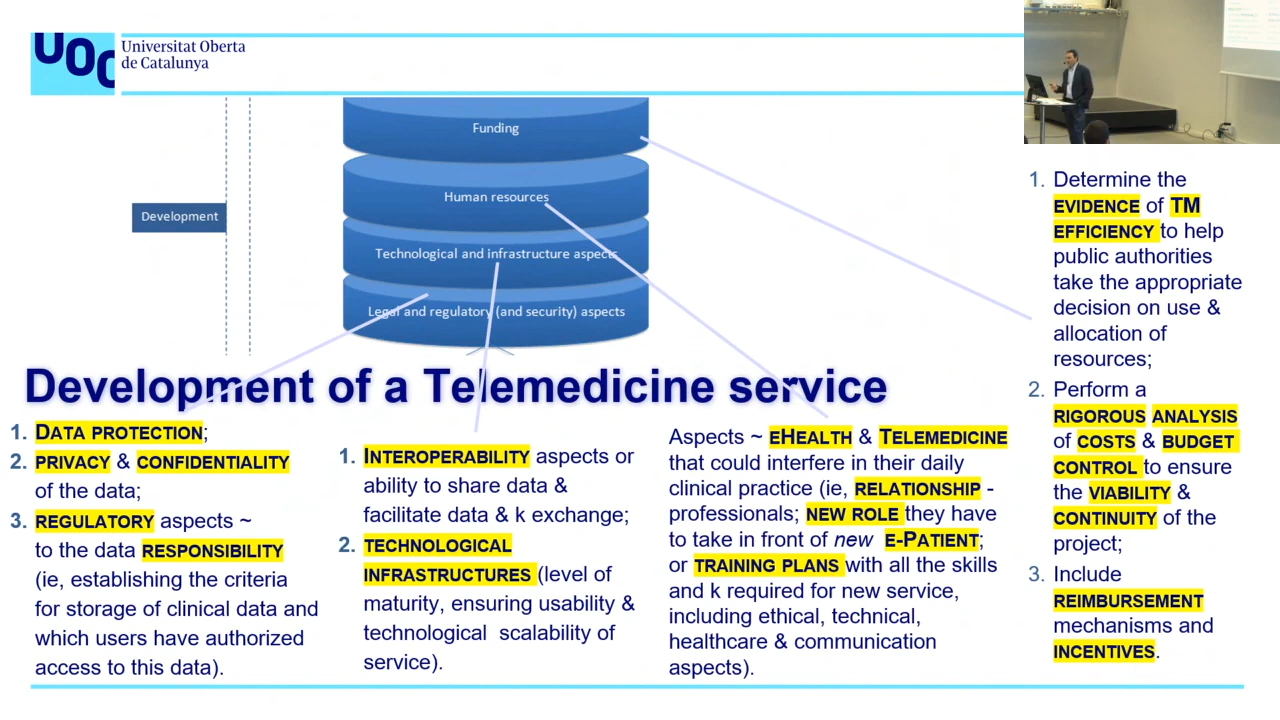 UOC
Universitat Oberta
de Catalunya
Funding
Human resources
Technological and infrastructure aspects
Legal and regulatory (and security) aspects
Development
Development of a Telemedicine service
1. DATA PROTECTION;
2. PRIVACY & CONFIDENTIALITY
of the data;
3. REGULATORY aspects ~
to the data RESPONSIBILITY
(ie, establishing the criteria
for storage of clinical data and
which users have authorized
access to this data).
1. INTEROPERABILITY aspects or
ability to share data &
facilitate data & k exchange;
2. TECHNOLOGICAL
INFRASTRUCTURES (level of
maturity, ensuring usability &
technological scalability of
service).
Aspects ~ EHEALTH & TELEMEDICINE
that could interfere in their daily
clinical practice (ie, RELATIONSHIP -
professionals; NEW ROLE they have
to take in front of new E-PATIENT;
or TRAINING PLANS with all the skills
and k required for new service,
including ethical, technical,
healthcare & communication
aspects).
1. Determine the
EVIDENCE of TM
EFFICIENCY to help
public authorities
take the appropriate
decision on use &
allocation of
resources;
2. Perform a
RIGOROUS ANALYSIS
of COSTS & BUDGET
CONTROL to ensure
the VIABILITY &
CONTINUITY of the
project;
3. Include
REIMBURSEMENT
mechanisms and
INCENTIVES.